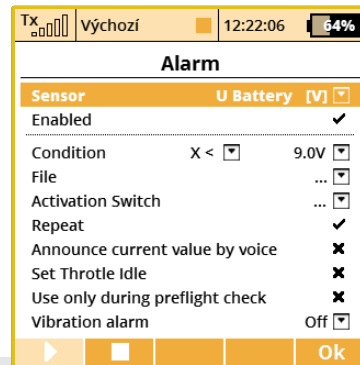 Tx Výchozí 12:22:06 64%
Alarm
Sensor U Battery [V]
Enabled
Condition X < 9.0V
File ...
Activation Switch ...
Repeat
Announce current value by voice
Set Throtle Idle
Use only during preflight check
Vibration alarm Off
Ok